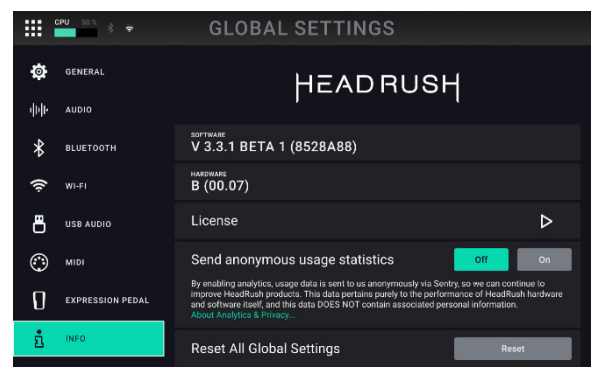 CPU 50 %
GLOBAL SETTINGS
GENERAL
AUDIO
BLUETOOTH
WI-FI
USB AUDIO
MIDI
EXPRESSION PEDAL
INFO
HEADRUSH
SOFTWARE
V 3.3.1 BETA 1 (8528A88)
HARDWARE
B (00.07)
License
Send anonymous usage statistics
Off
On
By enabling analytics, usage data is sent to us anonymously via Sentry, so we can continue to
improve HeadRush products. This data pertains purely to the performance of HeadRush hardware
and software itself, and this data DOES NOT contain associated personal information.
About Analytics & Privacy...
Reset All Global Settings
Reset